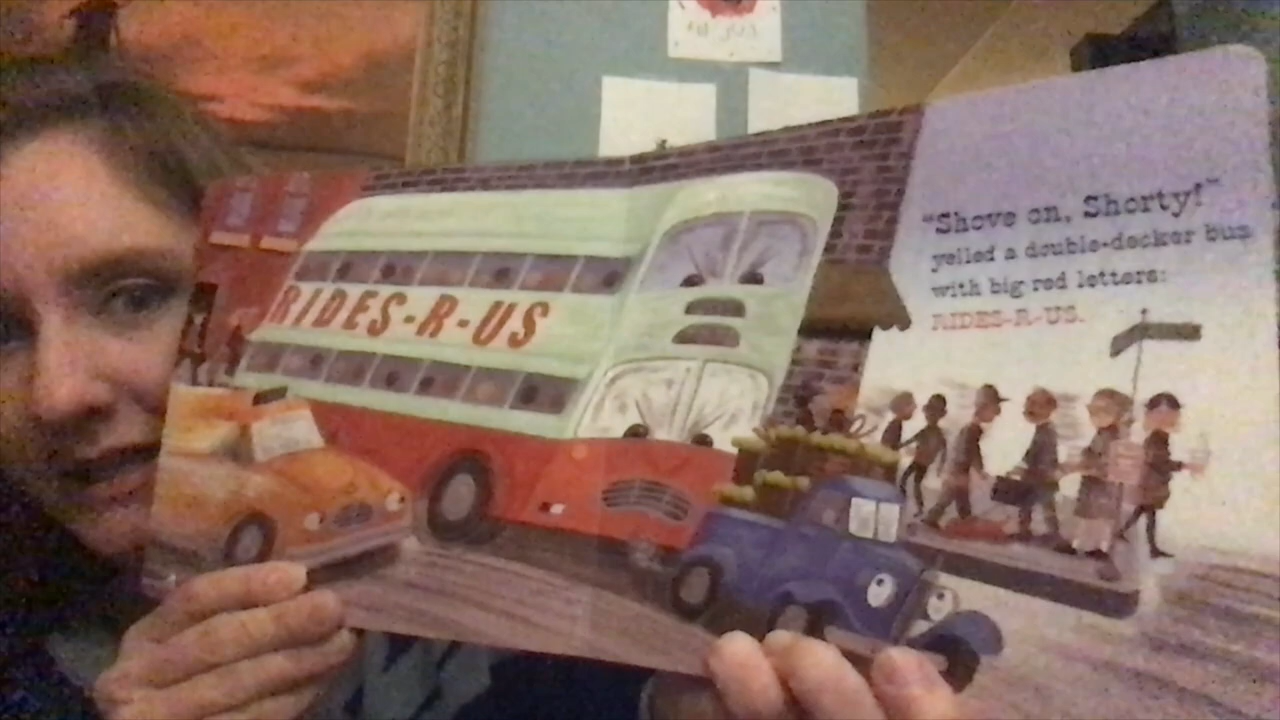 RIDES-R-US
"Shove on, Shorty!"
yelled a double-decker bus
with big red letters:
RIDES-R-US.